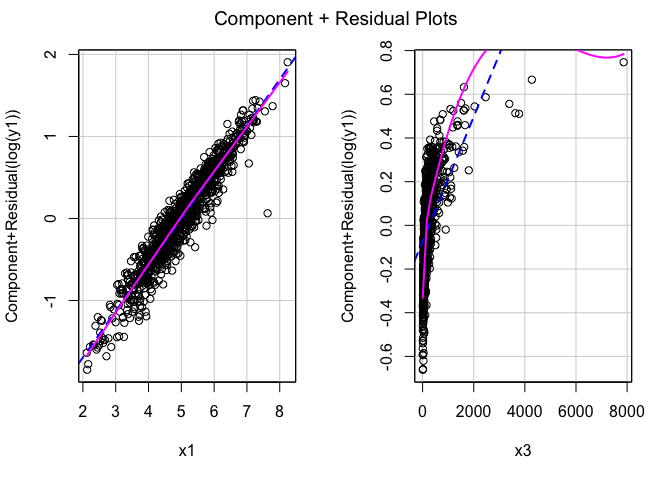 Component + Residual Plots
Component+Residual(log(y1))
2
1
0
-1
2 3 4 5 6 7 8
x1
Component+Residual(log(y1))
0.8
0.6
0.4
0.2
0.0
-0.2
-0.4
-0.6
0 2000 4000 6000 8000
x3